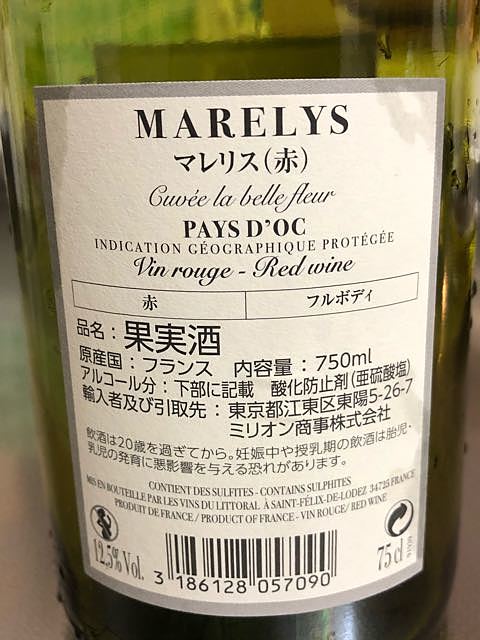 MARELYS
マレリス(赤)
Cuvée la belle fleur
PAYS D'OC
INDICATION GÉOGRAPHIQUE PROTÉGÉE
Vin rouge - Red wine
赤 フルボディ
品名：果実酒
原産国：フランス 内容量：750ml
アルコール分：下部に記載 酸化防止剤(亜硫酸塩)
輸入者及び引取先：東京都江東区東陽5-26-7
ミリオン商事株式会社
飲酒は20歳を過ぎてから。妊娠中や授乳期の飲酒は胎児、
乳児の発育に悪影響を与える恐れがあります。
CONTIENT DES SULFITES - CONTAINS SULPHITES
MIS EN BOUTEILLE PAR LES VINS DU LITTORAL À SAINT-FÉLIX-DE-LODEZ 34725 FRANCE
PRODUIT DE FRANCE / PRODUCT OF FRANCE - VIN ROUGE / RED WINE
12,5% Vol.
75 cl
3 186128 057090